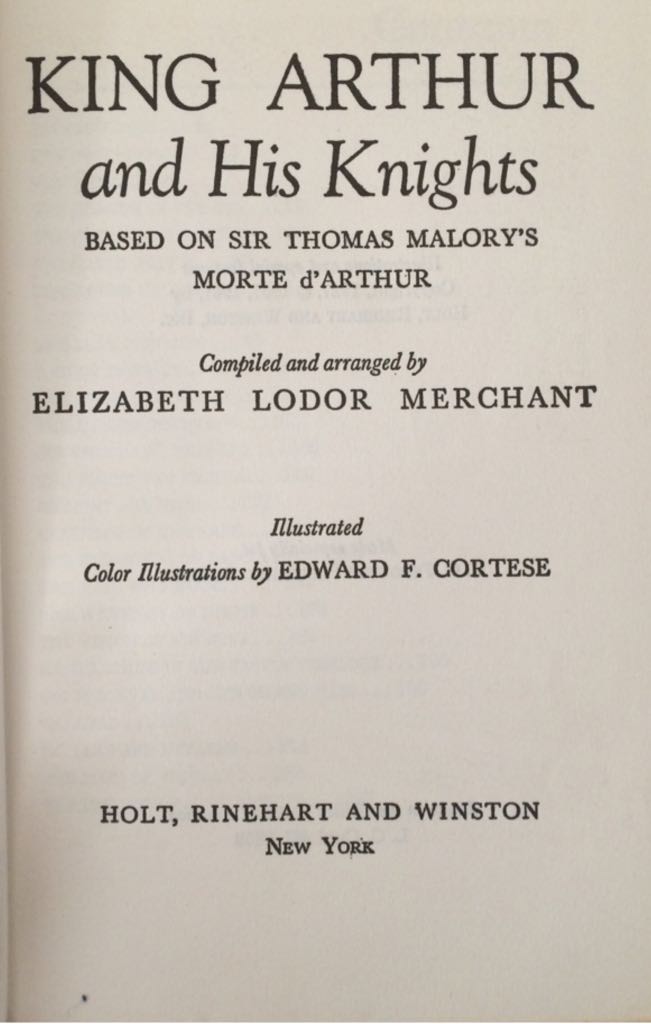 KING ARTHUR
and His Knights
BASED ON SIR THOMAS MALORY'S
MORTE d'ARTHUR
Compiled and arranged by
ELIZABETH LODOR MERCHANT
Illustrated
Color Illustrations by EDWARD F. CORTESE
HOLT, RINEHART AND WINSTON
NEW YORK